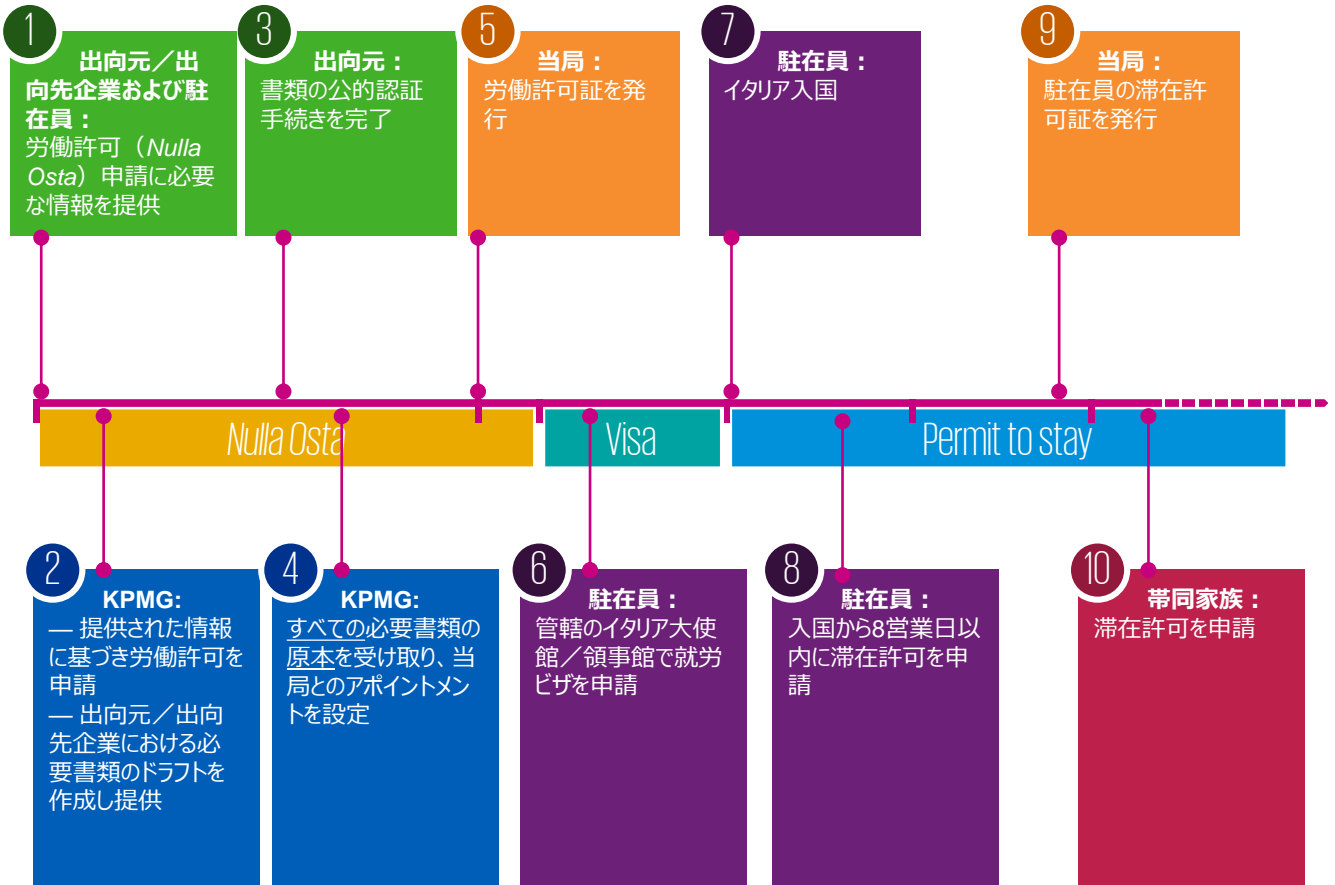 1
出向元／出
向先企業および駐
在員：
労働許可（Nulla
Osta）申請に必要
な情報を提供
3
出向元：
書類の公的認証
手続きを完了
5
当局：
労働許可証を発
行
7
駐在員：
イタリア入国
9
当局：
駐在員の滞在許
可証を発行
Nulla Osta
Visa
Permit to stay
2
KPMG:
― 提供された情報
に基づき労働許可を
申請
― 出向元／出向
先企業における必
要書類のドラフトを
作成し提供
4
KPMG:
すべての必要書類の
原本を受け取り、当
局とのアポイントメン
トを設定
6
駐在員：
管轄のイタリア大使
館／領事館で就労
ビザを申請
8
駐在員：
入国から8営業日以
内に滞在許可を申
請
10
帯同家族：
滞在許可を申請